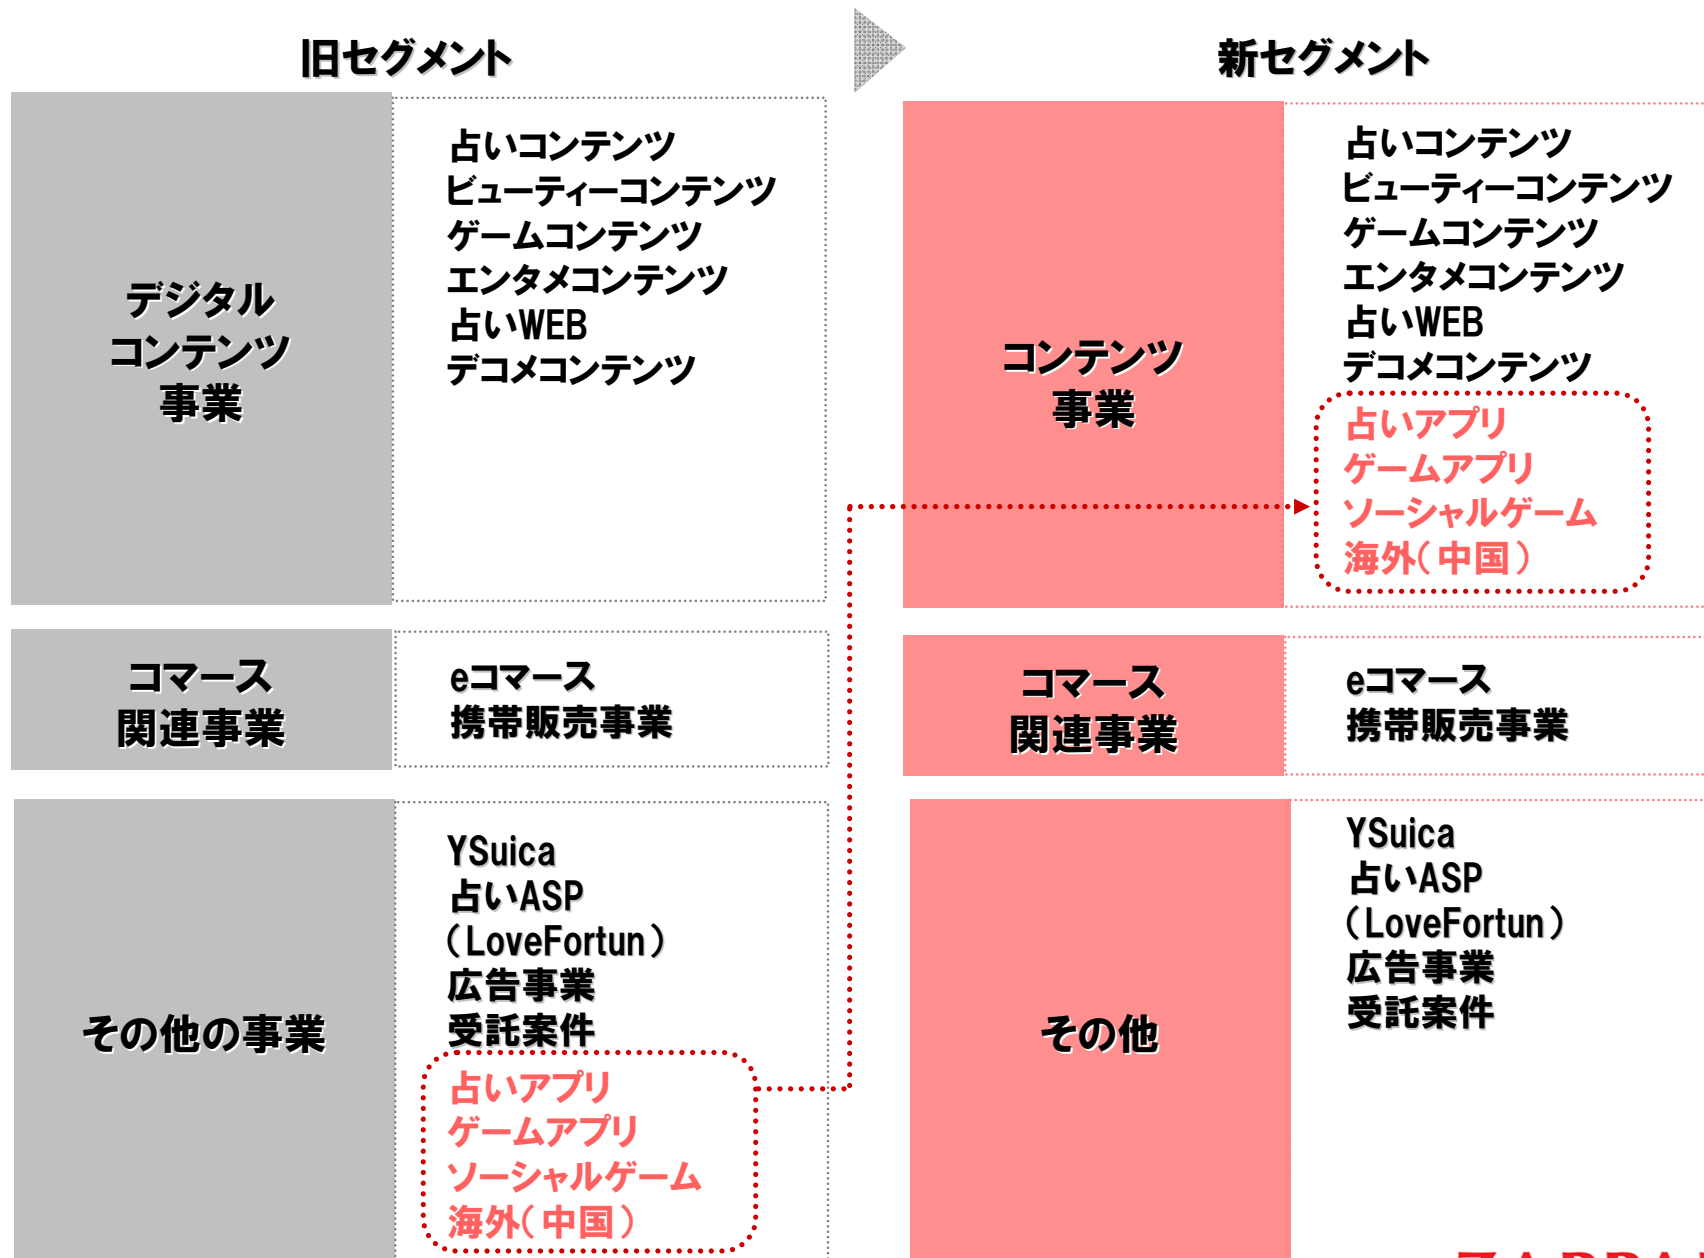 旧セグメント
新セグメント
デジタル
コンテンツ
事業
占いコンテンツ
ビューティーコンテンツ
ゲームコンテンツ
エンタメコンテンツ
占いWEB
デコメコンテンツ
コマース
関連事業
eコマース
携帯販売事業
その他の事業
YSuica
占いASP
（LoveFortun）
広告事業
受託案件
占いアプリ
ゲームアプリ
ソーシャルゲーム
海外（中国）
コンテンツ
事業
占いコンテンツ
ビューティーコンテンツ
ゲームコンテンツ
エンタメコンテンツ
占いWEB
デコメコンテンツ
占いアプリ
ゲームアプリ
ソーシャルゲーム
海外（中国）
コマース
関連事業
eコマース
携帯販売事業
その他
YSuica
占いASP
（LoveFortun）
広告事業
受託案件